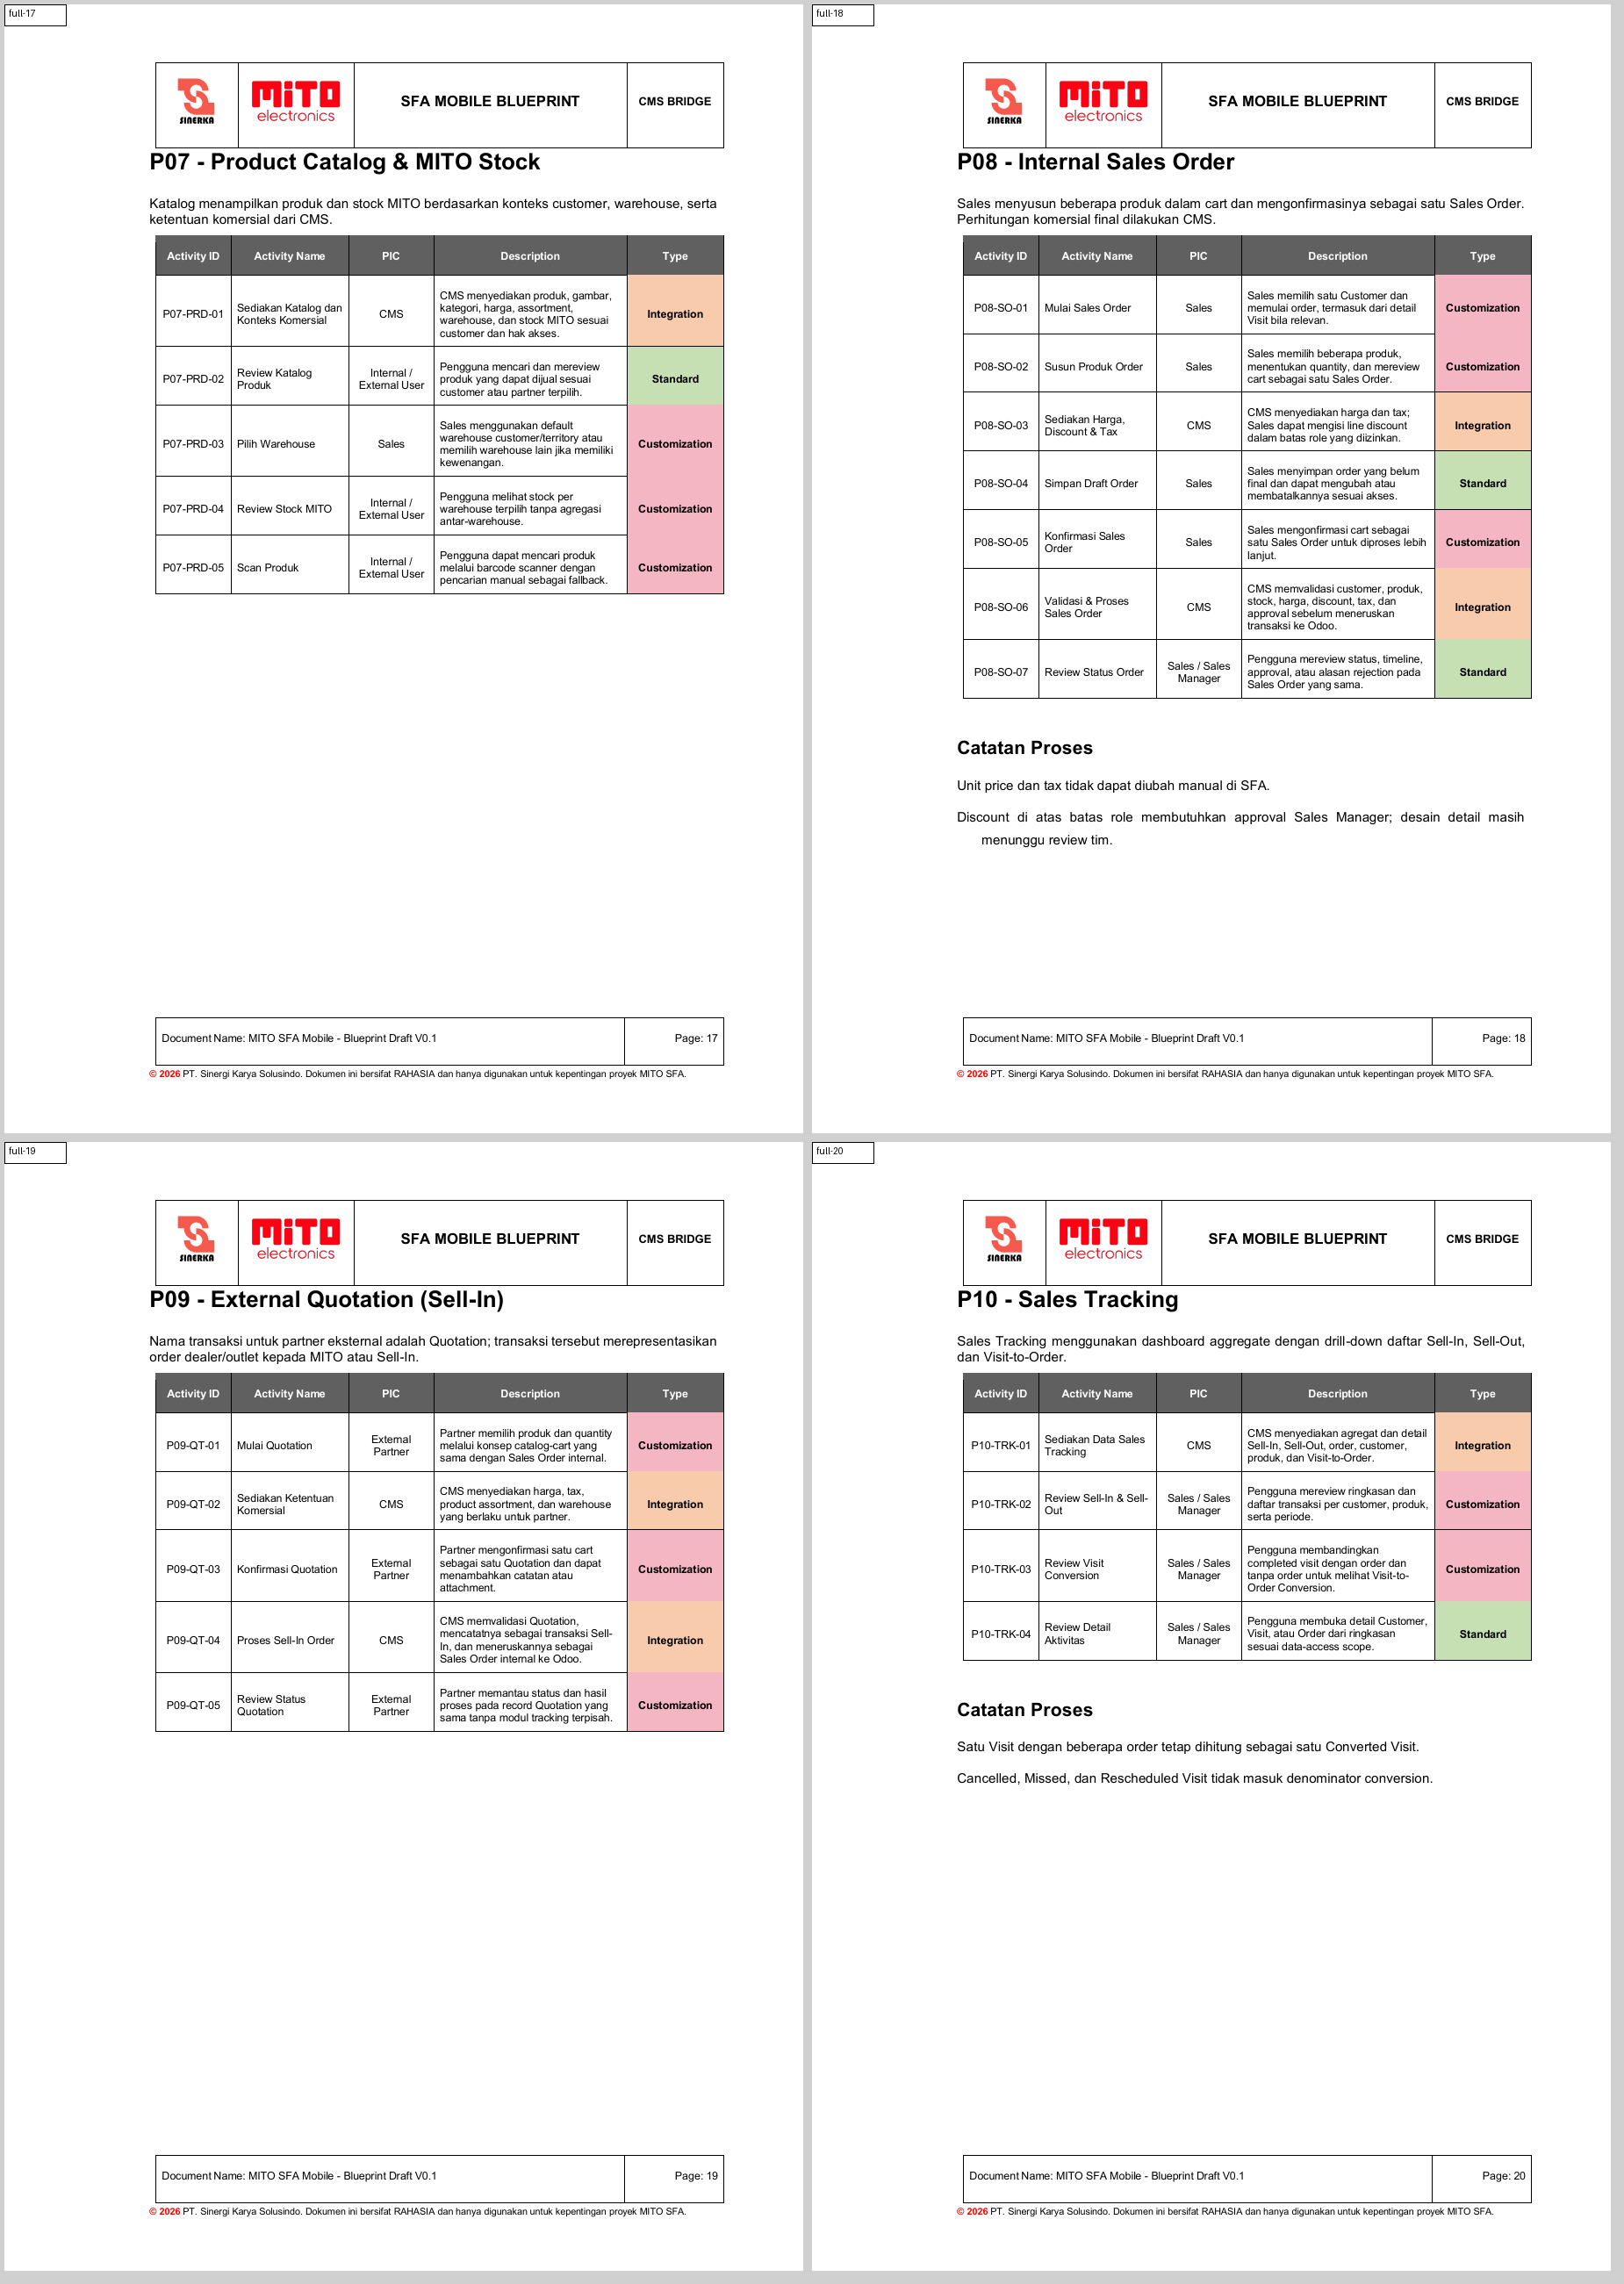 full-17
SINERKA
MiTO
electronics
SFA MOBILE BLUEPRINT
CMS BRIDGE
P07 - Product Catalog & MITO Stock
Katalog menampilkan produk dan stock MITO berdasarkan konteks customer, warehouse, serta
ketentuan komersial dari CMS.
Activity ID
Activity Name
PIC
Description
Type
P07-PRD-01
Sediakan Katalog dan
Konteks Komersial
CMS
CMS menyediakan produk, gambar,
kategori, harga, assortment,
warehouse, dan stock MITO sesuai
customer dan hak akses.
Integration
P07-PRD-02
Review Katalog
Produk
Internal /
External User
Pengguna mencari dan mereview
produk yang dapat dijual sesuai
customer atau partner terpilih.
Standard
P07-PRD-03
Pilih Warehouse
Sales
Sales menggunakan default
warehouse customer/territory atau
memilih warehouse lain jika memiliki
kewenangan.
Customization
P07-PRD-04
Review Stock MITO
Internal /
External User
Pengguna melihat stock per
warehouse terpilih tanpa agregasi
antar-warehouse.
Customization
P07-PRD-05
Scan Produk
Internal /
External User
Pengguna dapat mencari produk
melalui barcode scanner dengan
pencarian manual sebagai fallback.
Customization
Document Name: MITO SFA Mobile - Blueprint Draft V0.1
Page: 17
© 2026 PT. Sinergi Karya Solusindo. Dokumen ini bersifat RAHASIA dan hanya digunakan untuk kepentingan proyek MITO SFA.
full-18
SINERKA
MiTO
electronics
SFA MOBILE BLUEPRINT
CMS BRIDGE
P08 - Internal Sales Order
Sales menyusun beberapa produk dalam cart dan mengonfirmasinya sebagai satu Sales Order.
Perhitungan komersial final dilakukan CMS.
Activity ID
Activity Name
PIC
Description
Type
P08-SO-01
Mulai Sales Order
Sales
Sales memilih satu Customer dan
memulai order, termasuk dari detail
Visit bila relevan.
Customization
P08-SO-02
Susun Produk Order
Sales
Sales memilih beberapa produk,
menentukan quantity, dan mereview
cart sebagai satu Sales Order.
Customization
P08-SO-03
Sediakan Harga,
Discount & Tax
CMS
CMS menyediakan harga dan tax;
Sales dapat mengisi line discount
dalam batas role yang diizinkan.
Integration
P08-SO-04
Simpan Draft Order
Sales
Sales menyimpan order yang belum
final dan dapat mengubah atau
membatalkannya sesuai akses.
Standard
P08-SO-05
Konfirmasi Sales
Order
Sales
Sales mengonfirmasi cart sebagai
satu Sales Order untuk diproses lebih
lanjut.
Customization
P08-SO-06
Validasi & Proses
Sales Order
CMS
CMS memvalidasi customer, produk,
stock, harga, discount, tax, dan
approval sebelum meneruskan
transaksi ke Odoo.
Integration
P08-SO-07
Review Status Order
Sales / Sales
Manager
Pengguna mereview status, timeline,
approval, atau alasan rejection pada
Sales Order yang sama.
Standard
Catatan Proses
Unit price dan tax tidak dapat diubah manual di SFA.
Discount di atas batas role membutuhkan approval Sales Manager; desain detail masih
menunggu review tim.
Document Name: MITO SFA Mobile - Blueprint Draft V0.1
Page: 18
© 2026 PT. Sinergi Karya Solusindo. Dokumen ini bersifat RAHASIA dan hanya digunakan untuk kepentingan proyek MITO SFA.
full-19
SINERKA
MiTO
electronics
SFA MOBILE BLUEPRINT
CMS BRIDGE
P09 - External Quotation (Sell-In)
Nama transaksi untuk partner eksternal adalah Quotation; transaksi tersebut merepresentasikan
order dealer/outlet kepada MITO atau Sell-In.
Activity ID
Activity Name
PIC
Description
Type
P09-QT-01
Mulai Quotation
External
Partner
Partner memilih produk dan quantity
melalui konsep catalog-cart yang
sama dengan Sales Order internal.
Customization
P09-QT-02
Sediakan Ketentuan
Komersial
CMS
CMS menyediakan harga, tax,
product assortment, dan warehouse
yang berlaku untuk partner.
Integration
P09-QT-03
Konfirmasi Quotation
External
Partner
Partner mengonfirmasi satu cart
sebagai satu Quotation dan dapat
menambahkan catatan atau
attachment.
Customization
P09-QT-04
Proses Sell-In Order
CMS
CMS memvalidasi Quotation,
mencatatnya sebagai transaksi Sell-
In, dan meneruskannya sebagai
Sales Order internal ke Odoo.
Integration
P09-QT-05
Review Status
Quotation
External
Partner
Partner memantau status dan hasil
proses pada record Quotation yang
sama tanpa modul tracking terpisah.
Customization
Document Name: MITO SFA Mobile - Blueprint Draft V0.1
Page: 19
© 2026 PT. Sinergi Karya Solusindo. Dokumen ini bersifat RAHASIA dan hanya digunakan untuk kepentingan proyek MITO SFA.
full-20
SINERKA
MiTO
electronics
SFA MOBILE BLUEPRINT
CMS BRIDGE
P10 - Sales Tracking
Sales Tracking menggunakan dashboard aggregate dengan drill-down daftar Sell-In, Sell-Out,
dan Visit-to-Order.
Activity ID
Activity Name
PIC
Description
Type
P10-TRK-01
Sediakan Data Sales
Tracking
CMS
CMS menyediakan agregat dan detail
Sell-In, Sell-Out, order, customer,
produk, dan Visit-to-Order.
Integration
P10-TRK-02
Review Sell-In & Sell-
Out
Sales / Sales
Manager
Pengguna mereview ringkasan dan
daftar transaksi per customer, produk,
serta periode.
Customization
P10-TRK-03
Review Visit
Conversion
Sales / Sales
Manager
Pengguna membandingkan
completed visit dengan order dan
tanpa order untuk melihat Visit-to-
Order Conversion.
Customization
P10-TRK-04
Review Detail
Aktivitas
Sales / Sales
Manager
Pengguna membuka detail Customer,
Visit, atau Order dari ringkasan
sesuai data-access scope.
Standard
Catatan Proses
Satu Visit dengan beberapa order tetap dihitung sebagai satu Converted Visit.
Cancelled, Missed, dan Rescheduled Visit tidak masuk denominator conversion.
Document Name: MITO SFA Mobile - Blueprint Draft V0.1
Page: 20
© 2026 PT. Sinergi Karya Solusindo. Dokumen ini bersifat RAHASIA dan hanya digunakan untuk kepentingan proyek MITO SFA.